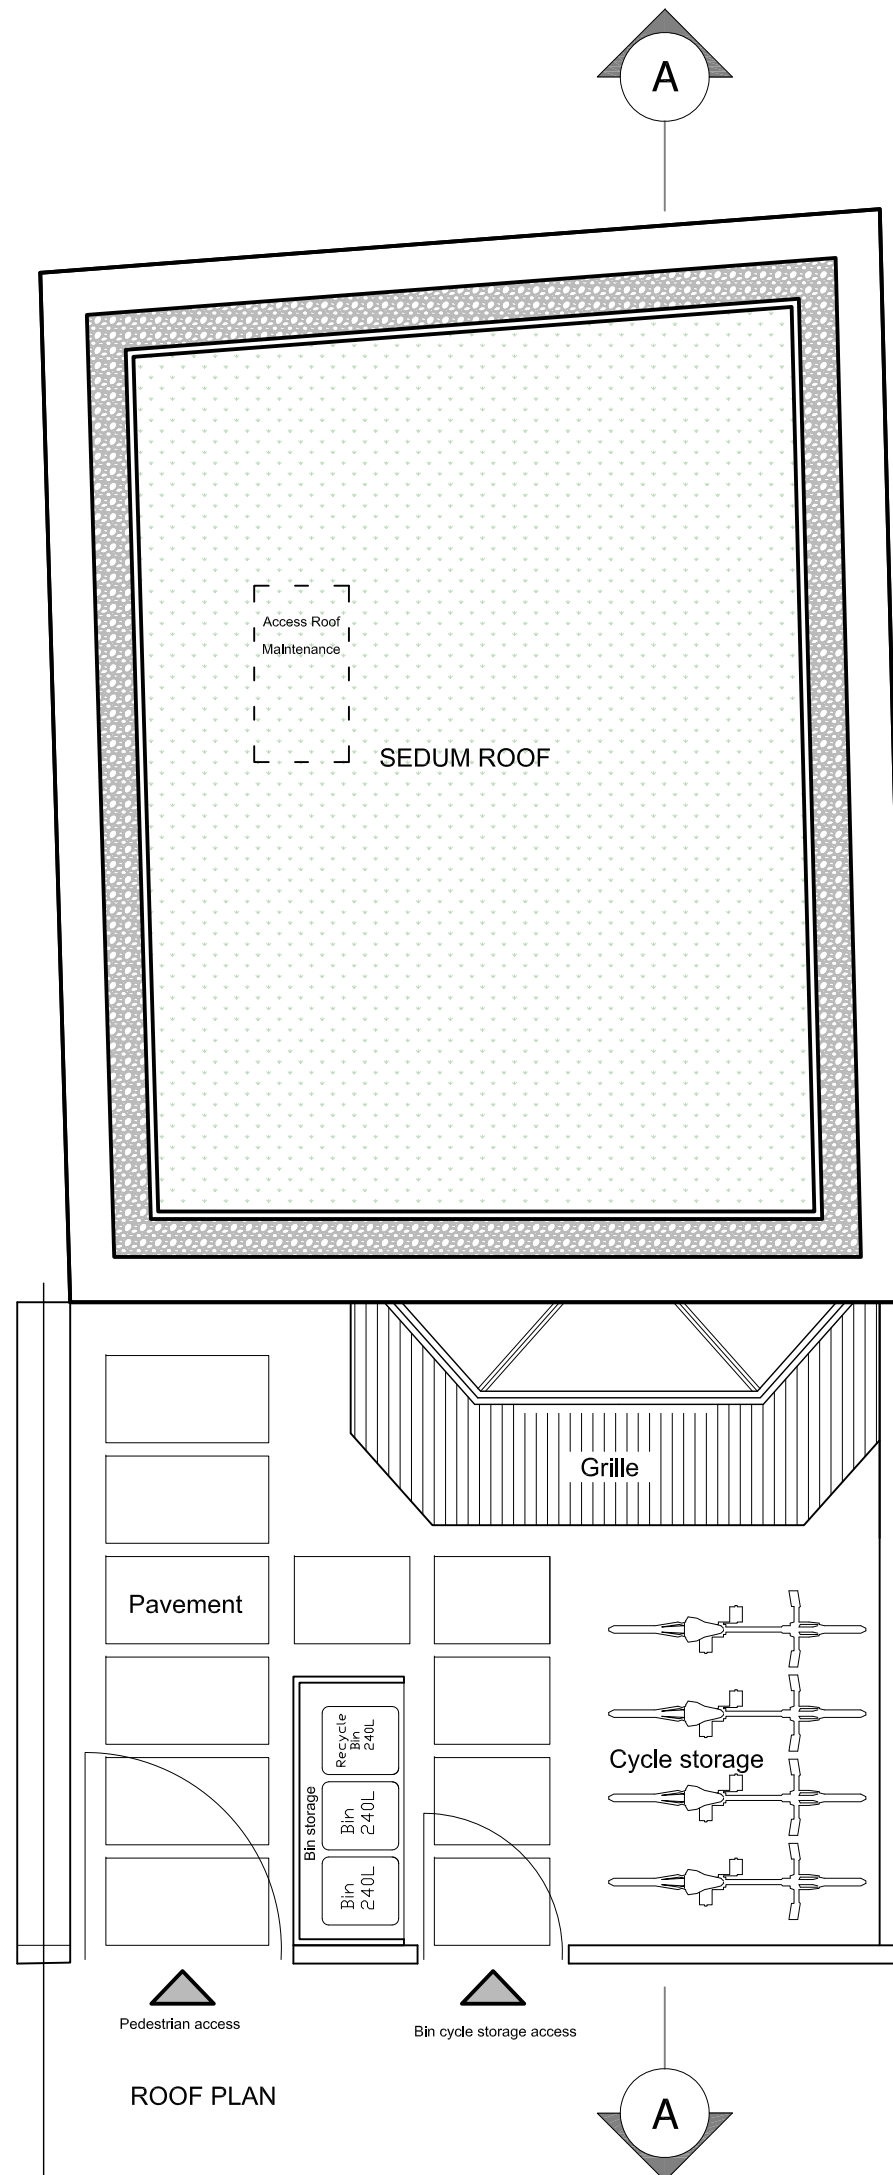 A
Access Roof
Maintenance
SEDUM ROOF
Grille
Pavement
Recycle
Bin
240L
Cycle storage
Bin storage
Bin
240L
Bin
240L
Pedestrian access
Bin cycle storage access
ROOF PLAN
A